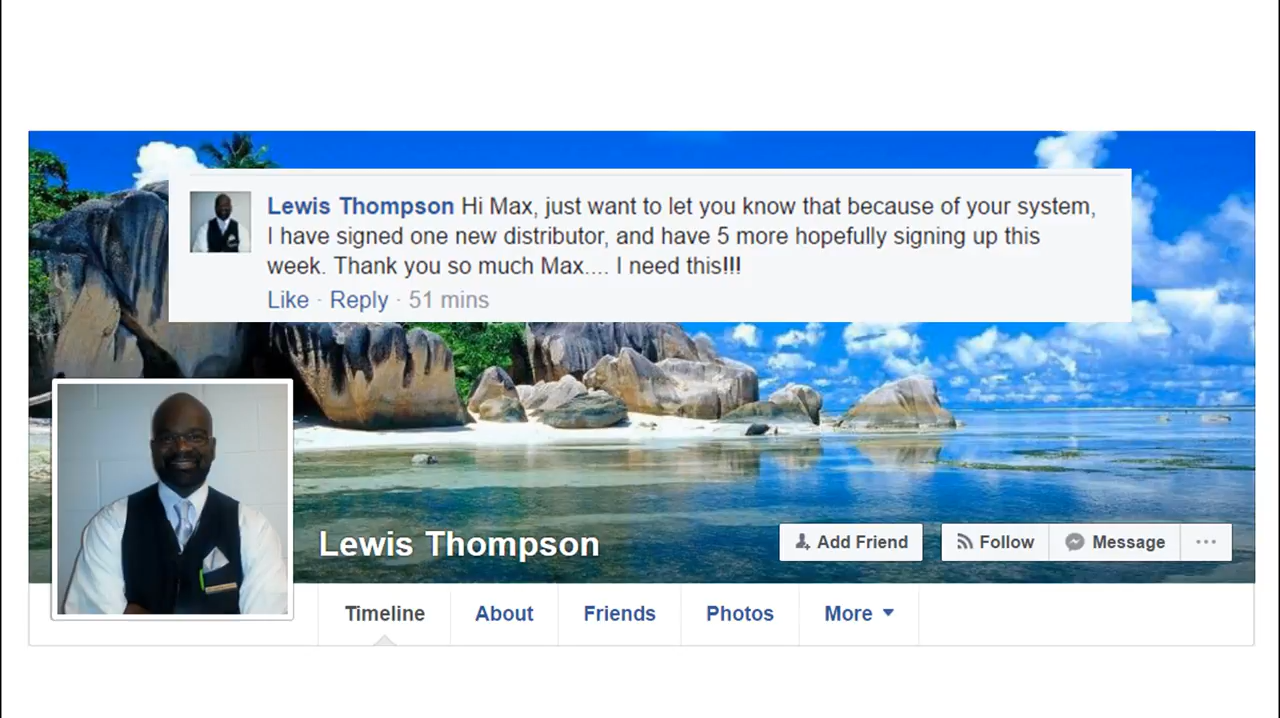 Lewis Thompson Hi Max, just want to let you know that because of your system,
I have signed one new distributor, and have 5 more hopefully signing up this
week. Thank you so much Max.... I need this!!!
Like · Reply · 51 mins
Lewis Thompson
Add Friend
Follow
Message
···
Timeline
About
Friends
Photos
More